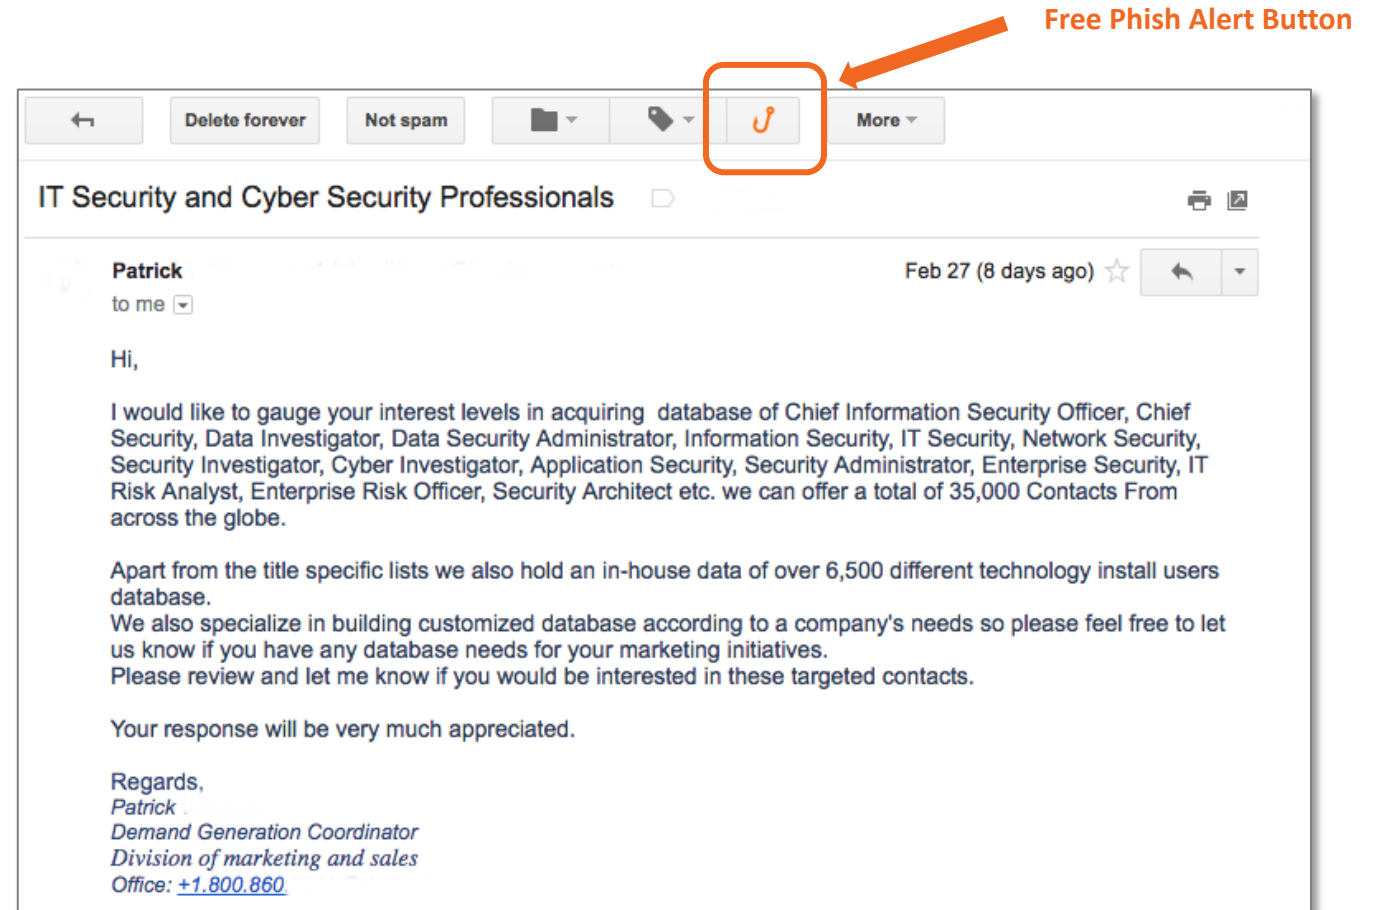 Free Phish Alert Button
Delete forever
Not spam
More
IT Security and Cyber Security Professionals
Patrick
Feb 27 (8 days ago)
to me
Hi,
I would like to gauge your interest levels in acquiring  database of Chief Information Security Officer, Chief
Security, Data Investigator, Data Security Administrator, Information Security, IT Security, Network Security,
Security Investigator, Cyber Investigator, Application Security, Security Administrator, Enterprise Security, IT
Risk Analyst, Enterprise Risk Officer, Security Architect etc. we can offer a total of 35,000 Contacts From
across the globe.
Apart from the title specific lists we also hold an in-house data of over 6,500 different technology install users
database.
We also specialize in building customized database according to a company's needs so please feel free to let
us know if you have any database needs for your marketing initiatives.
Please review and let me know if you would be interested in these targeted contacts.
Your response will be very much appreciated.
Regards,
Patrick
Demand Generation Coordinator
Division of marketing and sales
Office: +1.800.860.